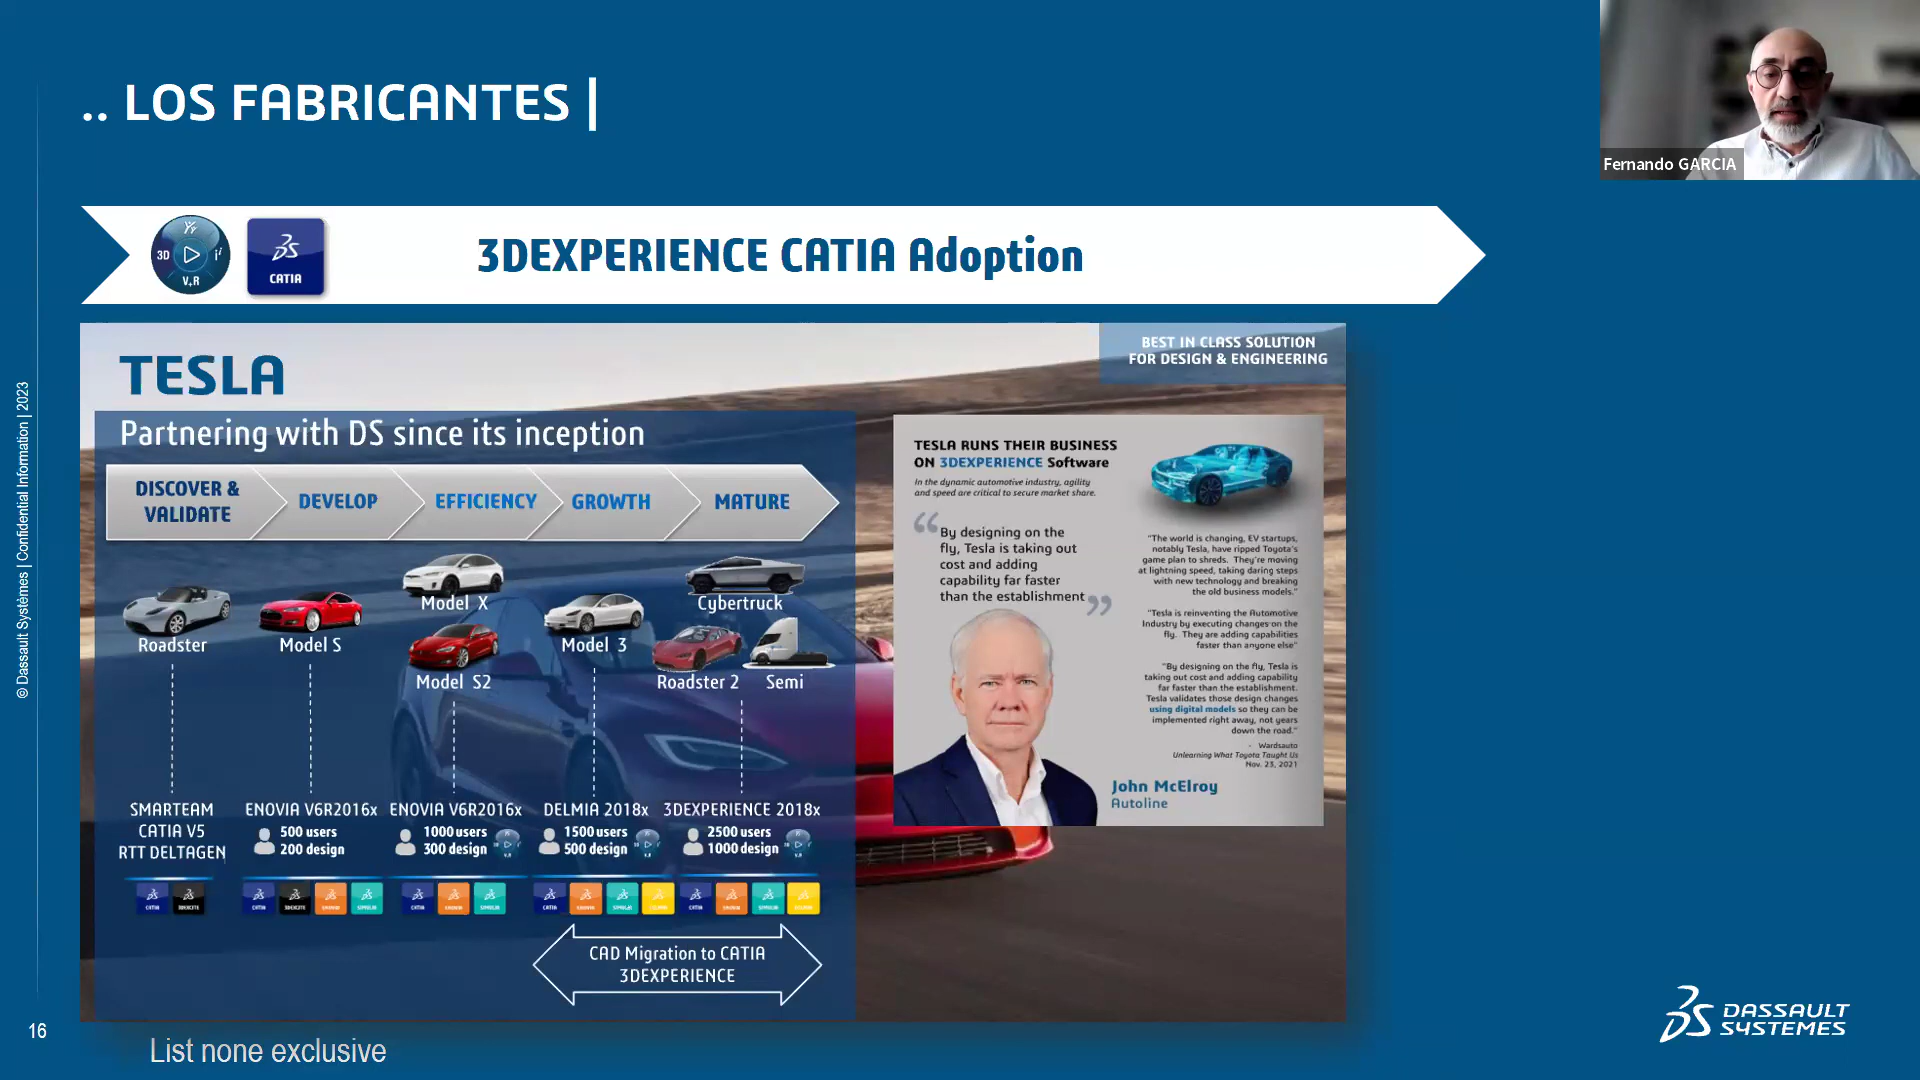 .. LOS FABRICANTES |
Fernando GARCIA
3D
V,R
3DS
CATIA
3DEXPERIENCE CATIA Adoption
TESLA
BEST IN CLASS SOLUTION
FOR DESIGN & ENGINEERING
Partnering with DS since its inception
DISCOVER &
VALIDATE
DEVELOP
EFFICIENCY
GROWTH
MATURE
Roadster
Model S
Model X
Model S2
Model 3
Cybertruck
Roadster 2
Semi
SMARTEAM
CATIA V5
RTT DELTAGEN
ENOVIA V6R2016x
500 users
200 design
ENOVIA V6R2016x
1000 users
300 design
DELMIA 2018x
1500 users
500 design
3DEXPERIENCE 2018x
2500 users
1000 design
CAD Migration to CATIA
3DEXPERIENCE
TESLA RUNS THEIR BUSINESS
ON 3DEXPERIENCE Software
In the dynamic automotive industry, agility
and speed are critical to secure market share.
“By designing on the
fly, Tesla is taking out
cost and adding
capability far faster
than the establishment”
"The world is changing, EV startups,
notably Tesla, have ripped Toyota's
game plan to shreds. They're moving
at lightning speed, taking daring steps
with new technology and breaking
the old business models."
"Tesla is reinventing the Automotive
Industry by executing changes on the
fly. They are adding capabilities
faster than anyone else"
"By designing on the fly, Tesla is
taking out cost and adding capability
far faster than the establishment.
Tesla validates those design changes
using digital models so they can be
implemented right away, not years
down the road."
- Wardsauto
Unlearning What Toyota Taught Us
Nov. 23, 2021
John McElroy
Autoline
© Dassault Systèmes | Confidential Information | 2023
16
List none exclusive
3DS DASSAULT
SYSTEMES